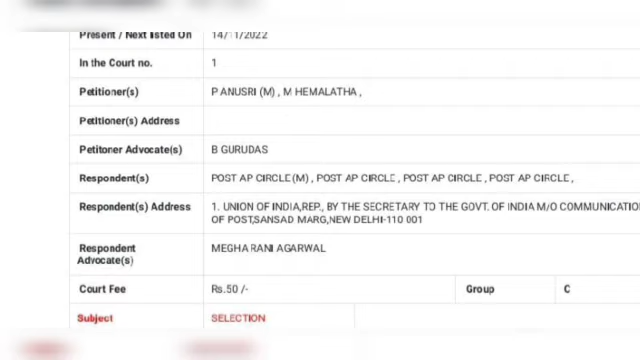 Present / Next listed On 14/11/2022
In the Court no. 1
Petitioner(s) P ANUSRI (M) , M HEMALATHA ,
Petitioner(s) Address
Petitoner Advocate(s) B GURUDAS
Respondent(s) POST AP CIRCLE (M) , POST AP CIRCLE , POST AP CIRCLE , POST AP CIRCLE ,
Respondent(s) Address 1. UNION OF INDIA,REP., BY THE SECRETARY TO THE GOVT. OF INDIA M/O COMMUNICATIO
OF POST,SANSAD MARG,NEW DELHI-110 001
Respondent MEGHA RANI AGARWAL
Advocate(s)
Court Fee Rs.50 /- Group C
Subject SELECTION